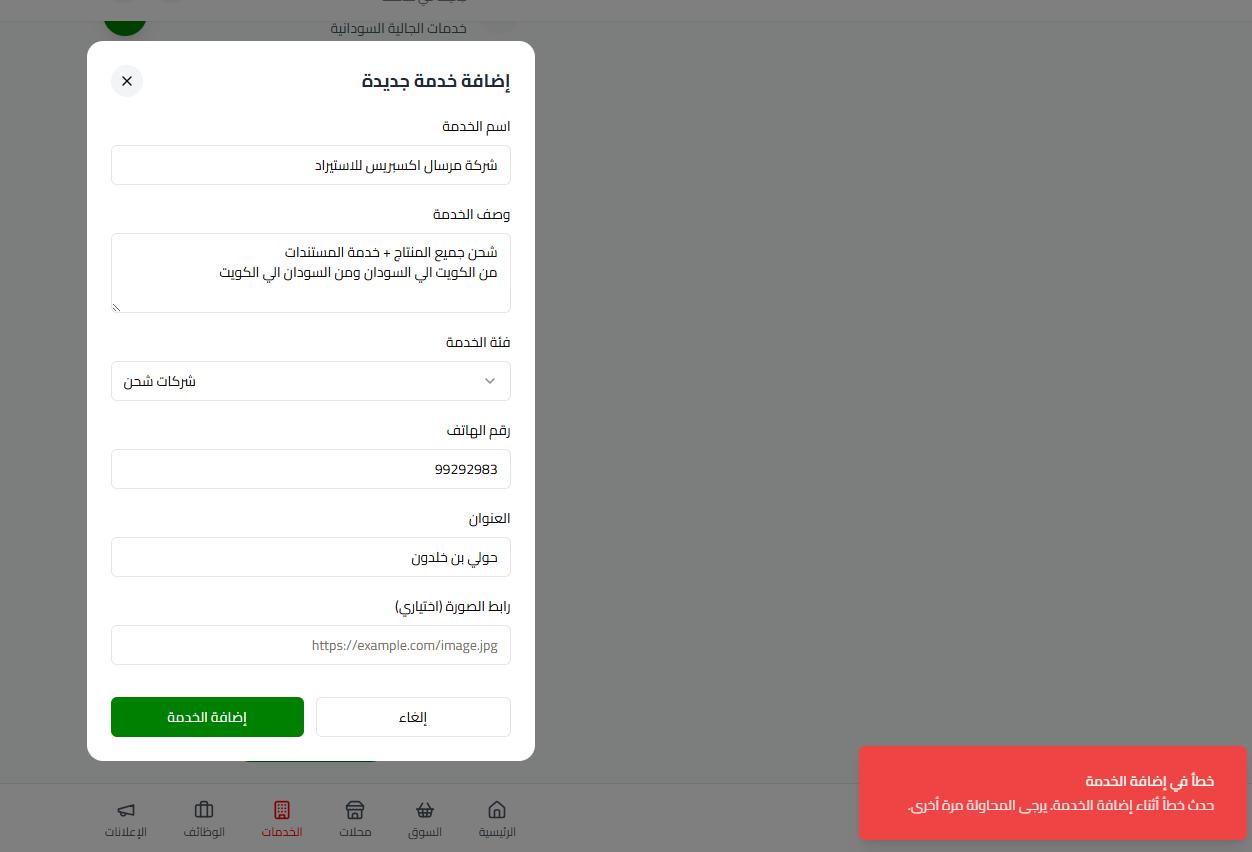 خدمات الجالية السودانية
إضافة خدمة جديدة
اسم الخدمة
شركة مرسال اكسبريس للاستيراد
وصف الخدمة
شحن جميع المنتاج + خدمة المستندات
من الكويت الي السودان ومن السودان الي الكويت
فئة الخدمة
شركات شحن
رقم الهاتف
99292983
العنوان
حولي بن خلدون
رابط الصورة (اختياري)
https://example.com/image.jpg
إلغاء
إضافة الخدمة
خطأ في إضافة الخدمة
حدث خطأ أثناء إضافة الخدمة. يرجى المحاولة مرة أخرى.
الرئيسية
السوق
محلات
الخدمات
الوظائف
الإعلانات